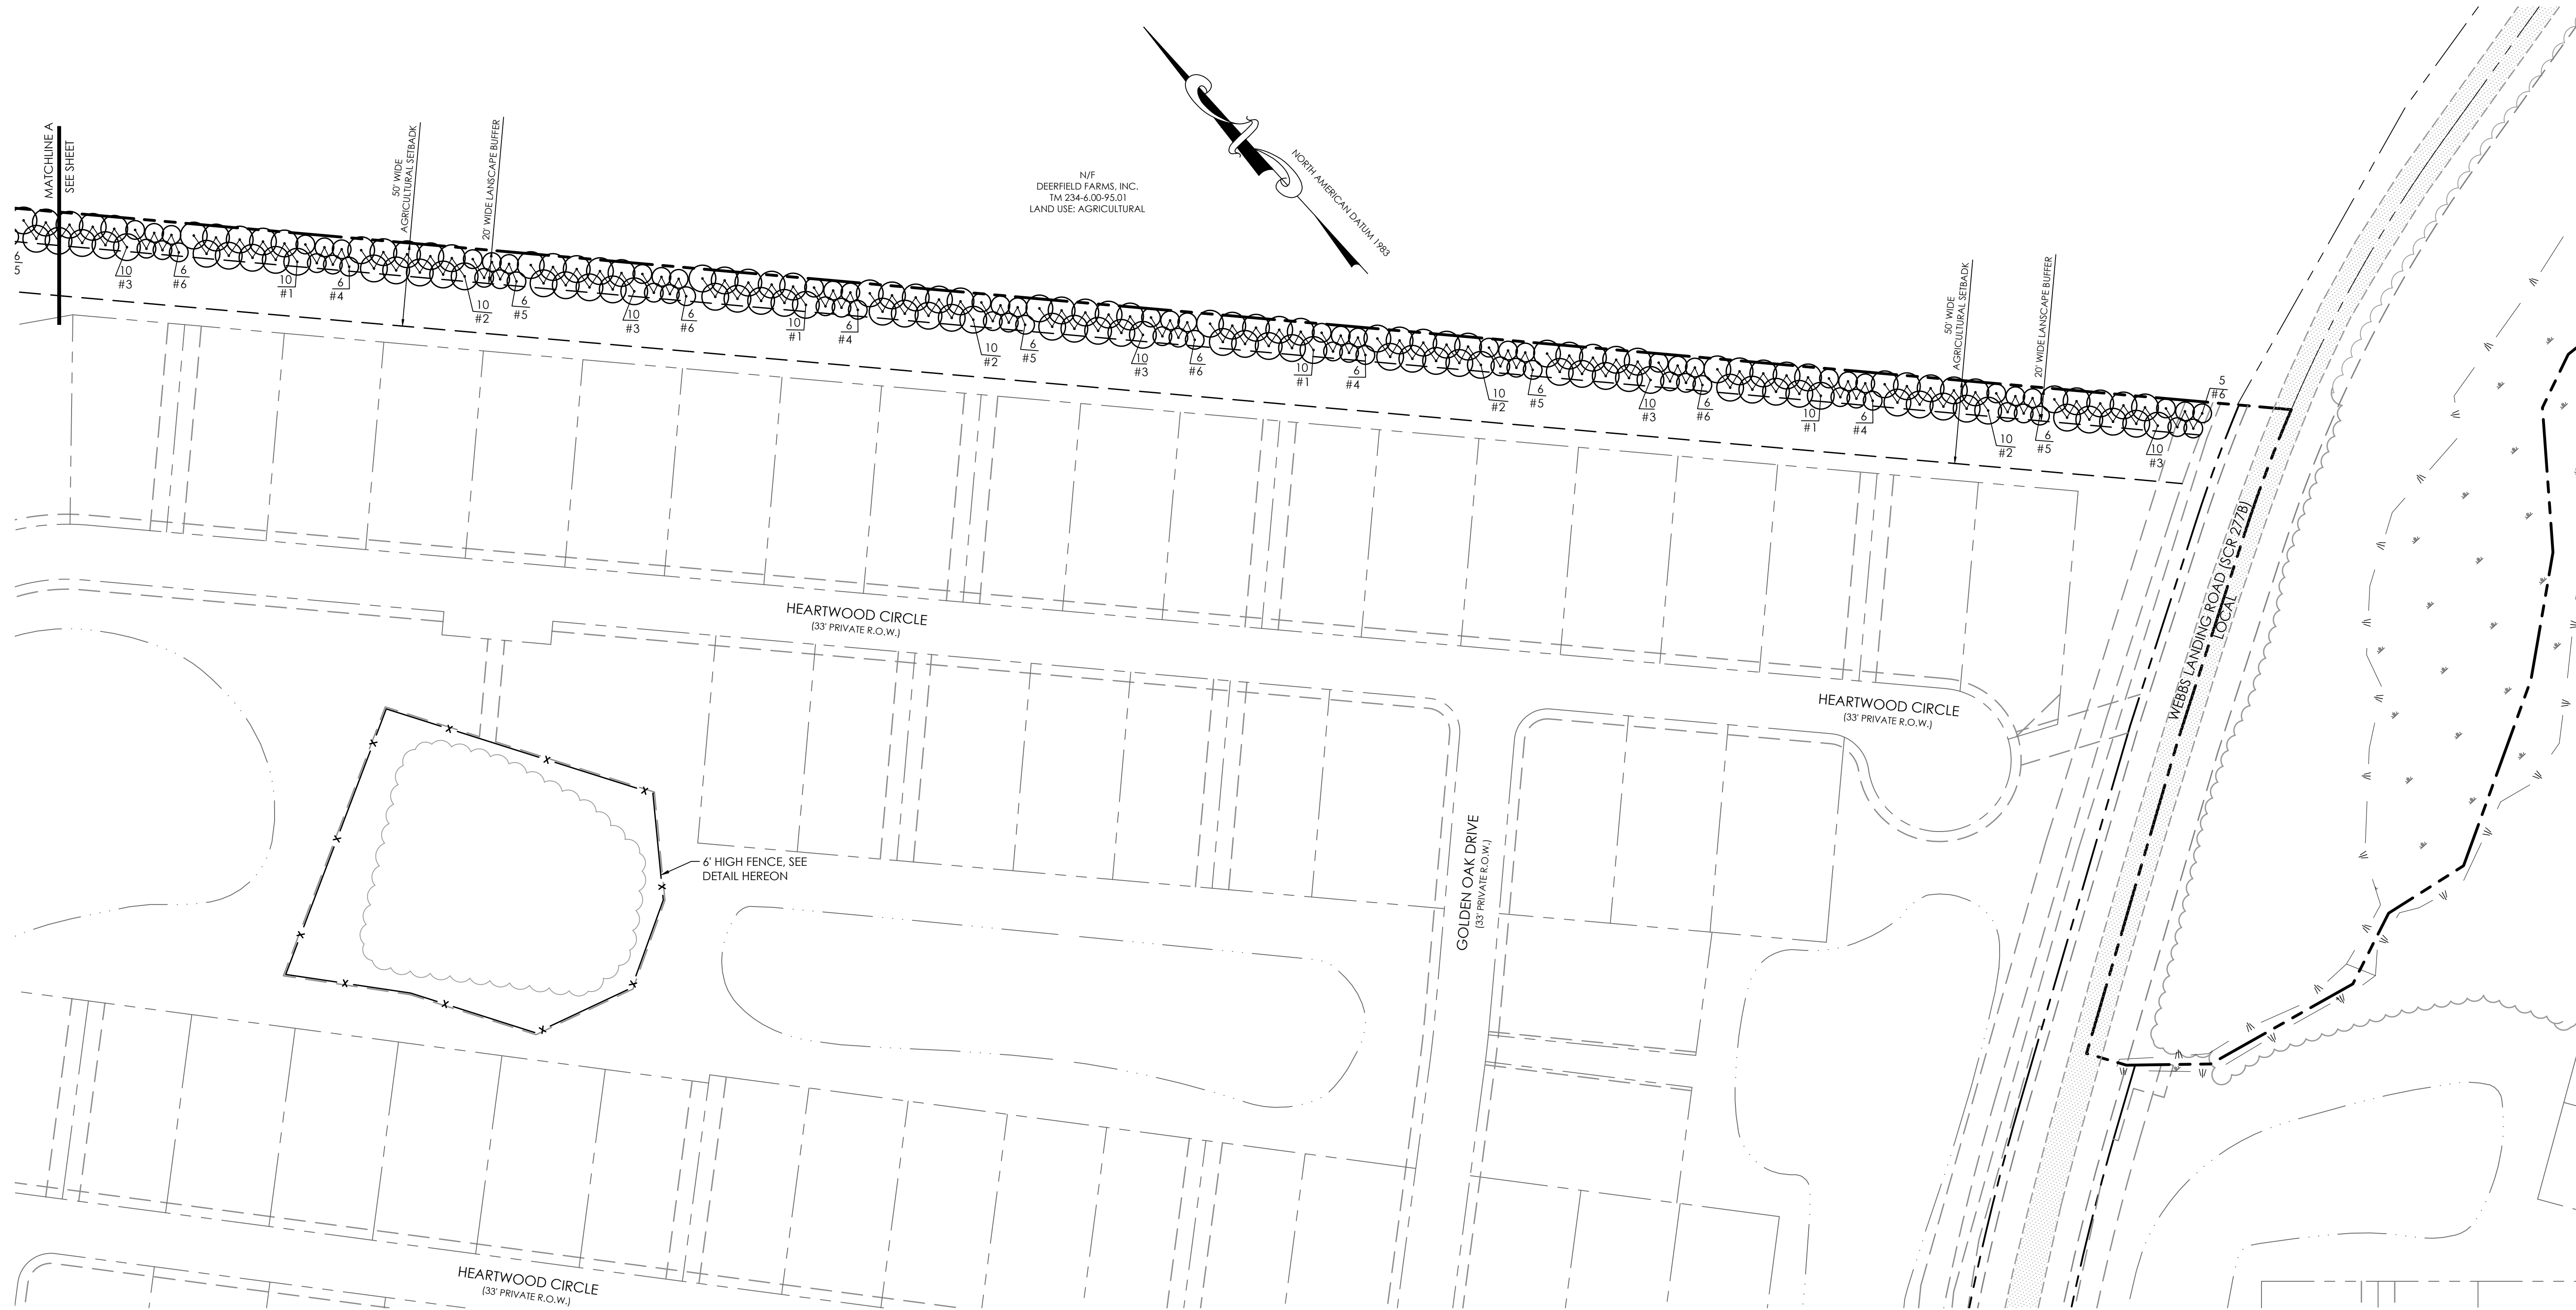 MATCHLINE A
SEE SHEET
50' WIDE
AGRICULTURAL SETBADK
20' WIDE LANSCAPE BUFFER
N/F
DEERFIELD FARMS, INC.
TM 234-6.00-95.01
LAND USE: AGRICULTURAL
NORTH AMERICAN DATUM 1983
50' WIDE
AGRICULTURAL SETBADK
20' WIDE LANSCAPE BUFFER
6
5
10
#3
6
#6
10
#1
6
#4
10
#2
6
#5
10
#3
6
#6
10
#1
6
#4
10
#2
6
#5
10
#3
6
#6
10
#1
6
#4
10
#2
6
#5
10
#3
6
#6
10
#1
6
#4
10
#2
6
#5
10
#3
5
#6
WEBBS LANDING ROAD (SCR 277B)
LOCAL
HEARTWOOD CIRCLE
(33' PRIVATE R.O.W.)
HEARTWOOD CIRCLE
(33' PRIVATE R.O.W.)
6' HIGH FENCE, SEE
DETAIL HEREON
GOLDEN OAK DRIVE
(33' PRIVATE R.O.W.)
HEARTWOOD CIRCLE
(33' PRIVATE R.O.W.)